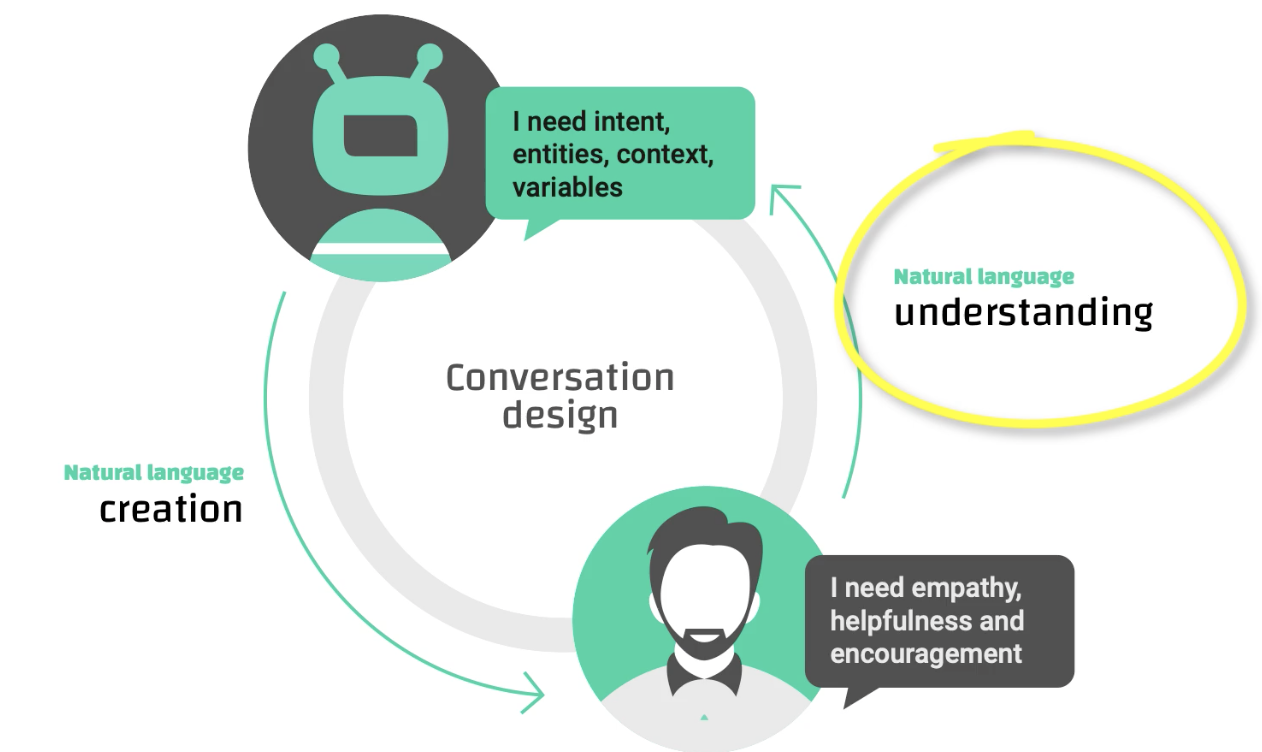 I need intent,
entities, context,
variables
Natural language
understanding
Conversation
design
Natural language
creation
I need empathy,
helpfulness and
encouragement